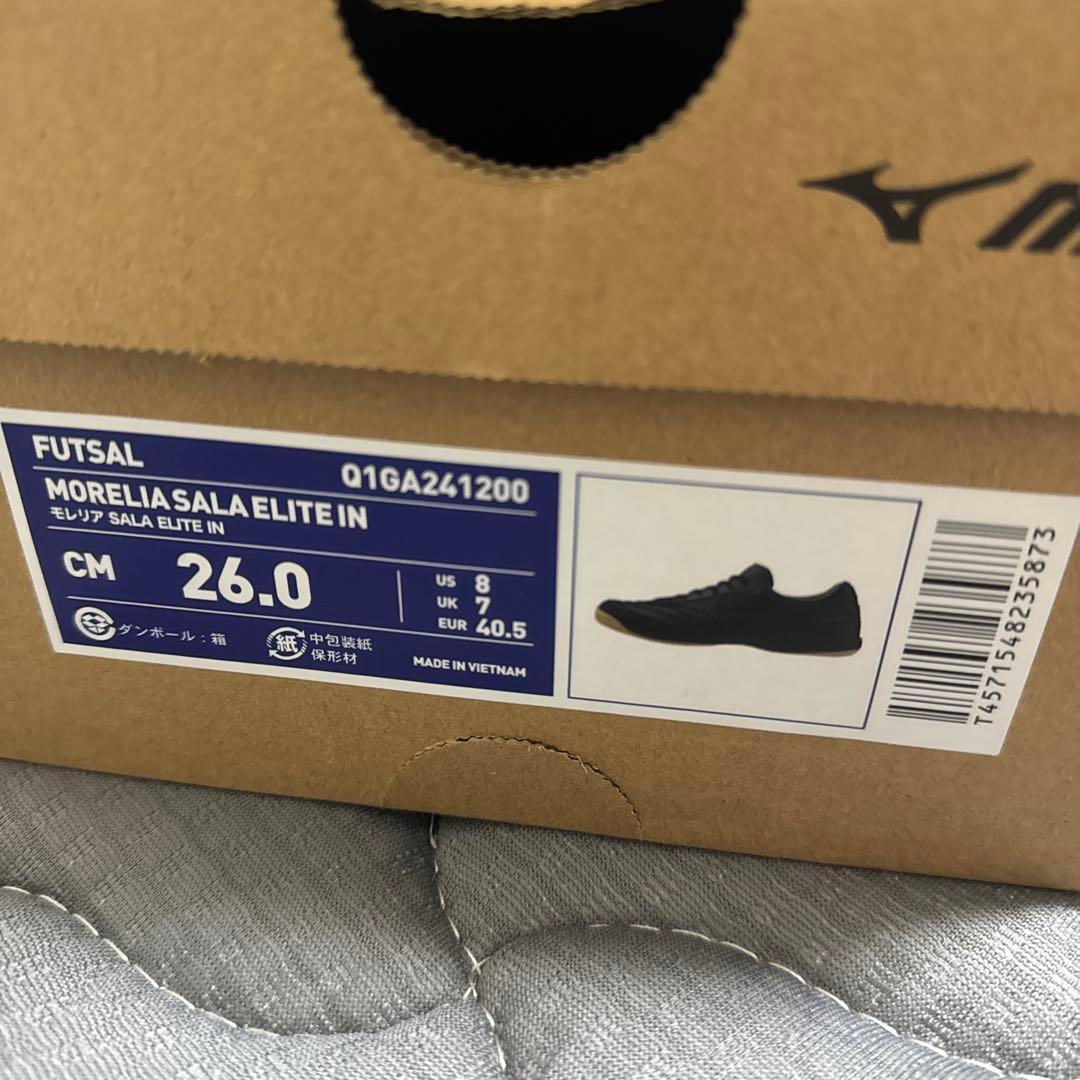 FUTSAL
Q1GA241200
MORELIA SALA ELITE IN
モレリア SALA ELITE IN
CM 26.0
US 8
UK 7
EUR 40.5
ダンボール：箱
紙 中包装紙
保形材
MADE IN VIETNAM
T4571548235873